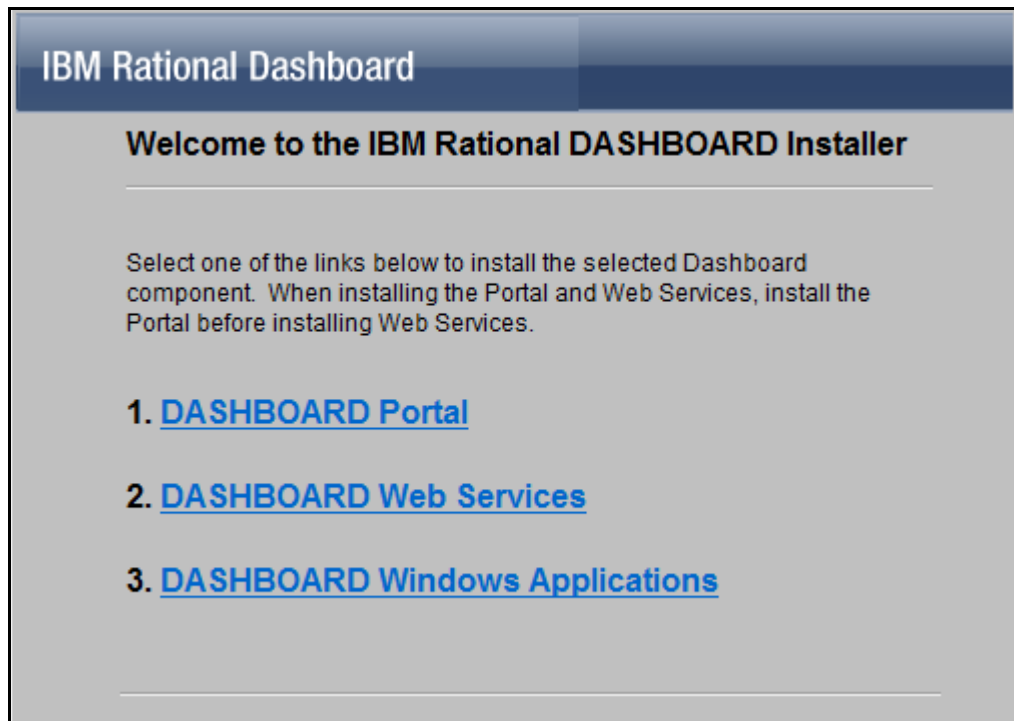 IBM Rational Dashboard
Welcome to the IBM Rational DASHBOARD Installer
Select one of the links below to install the selected Dashboard
component. When installing the Portal and Web Services, install the
Portal before installing Web Services.
1. DASHBOARD Portal
2. DASHBOARD Web Services
3. DASHBOARD Windows Applications